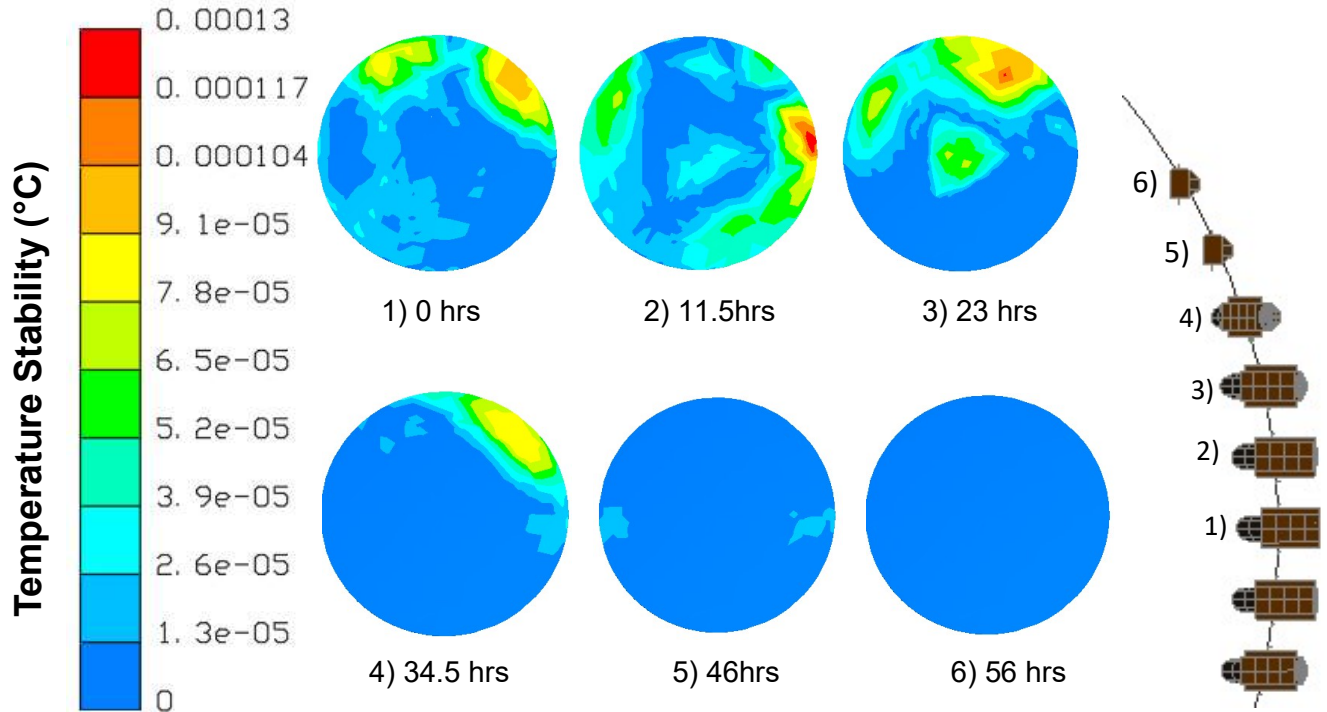 Temperature Stability (°C)
0. 00013
0. 000117
0. 000104
9. 1e-05
7. 8e-05
6. 5e-05
5. 2e-05
3. 9e-05
2. 6e-05
1. 3e-05
0
1) 0 hrs
2) 11.5hrs
3) 23 hrs
4) 34.5 hrs
5) 46hrs
6) 56 hrs
6)
5)
4)
3)
2)
1)